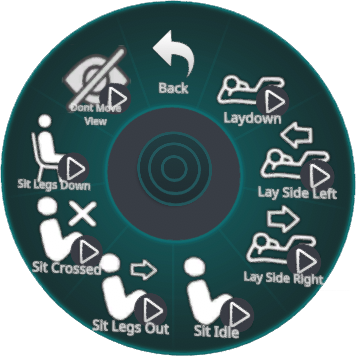 Back
Laydown
Lay Side Left
Lay Side Right
Sit Idle
Sit Legs Out
Sit Crossed
Sit Legs Down
Dont Move
View